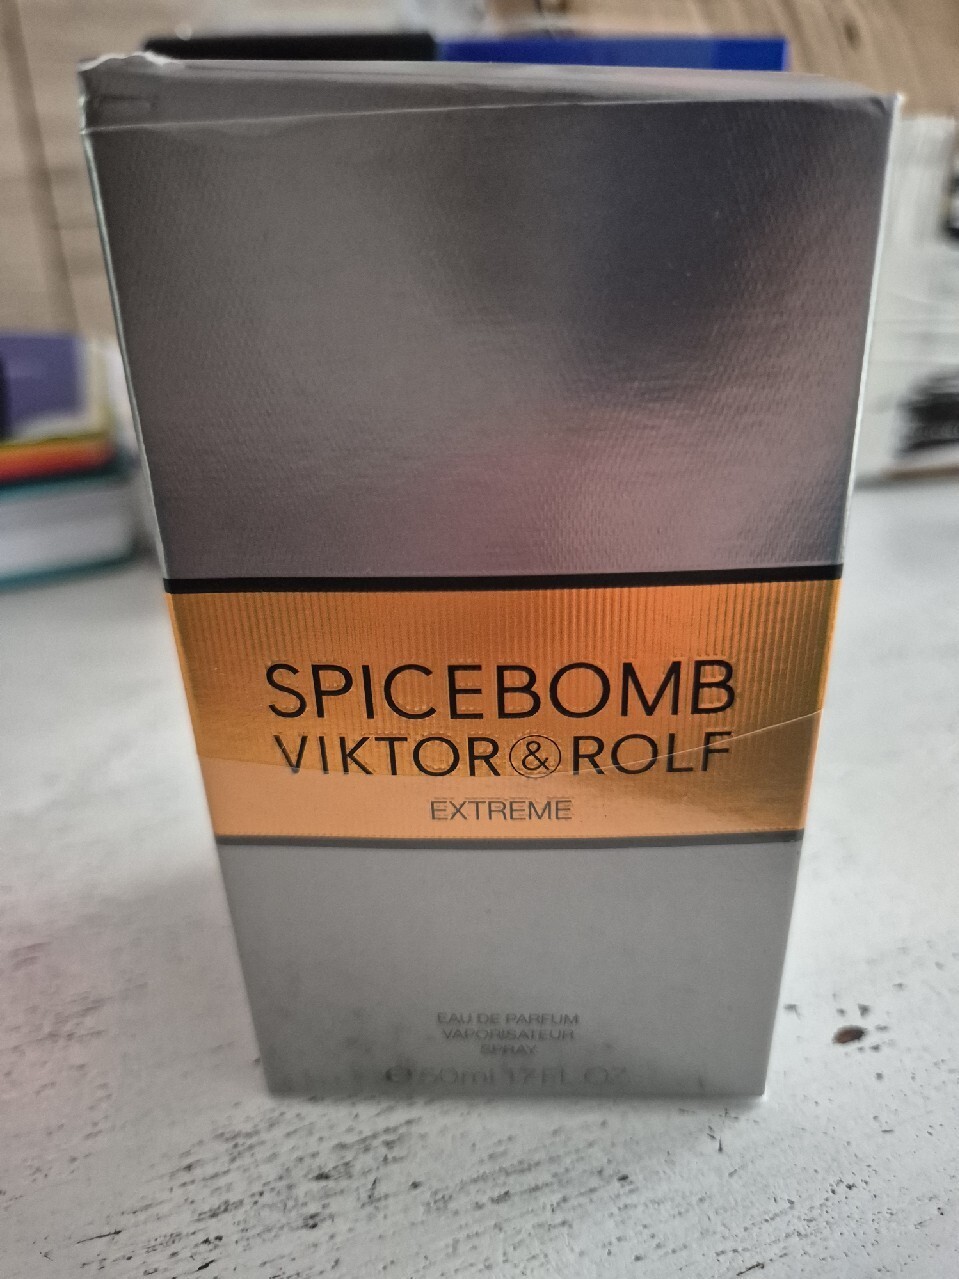 SPICEBOMB
VIKTOR&ROLF
EXTREME
EAU DE PARFUM
VAPORISATEUR
SPRAY
℮ 50ml 1.7 FL. OZ.